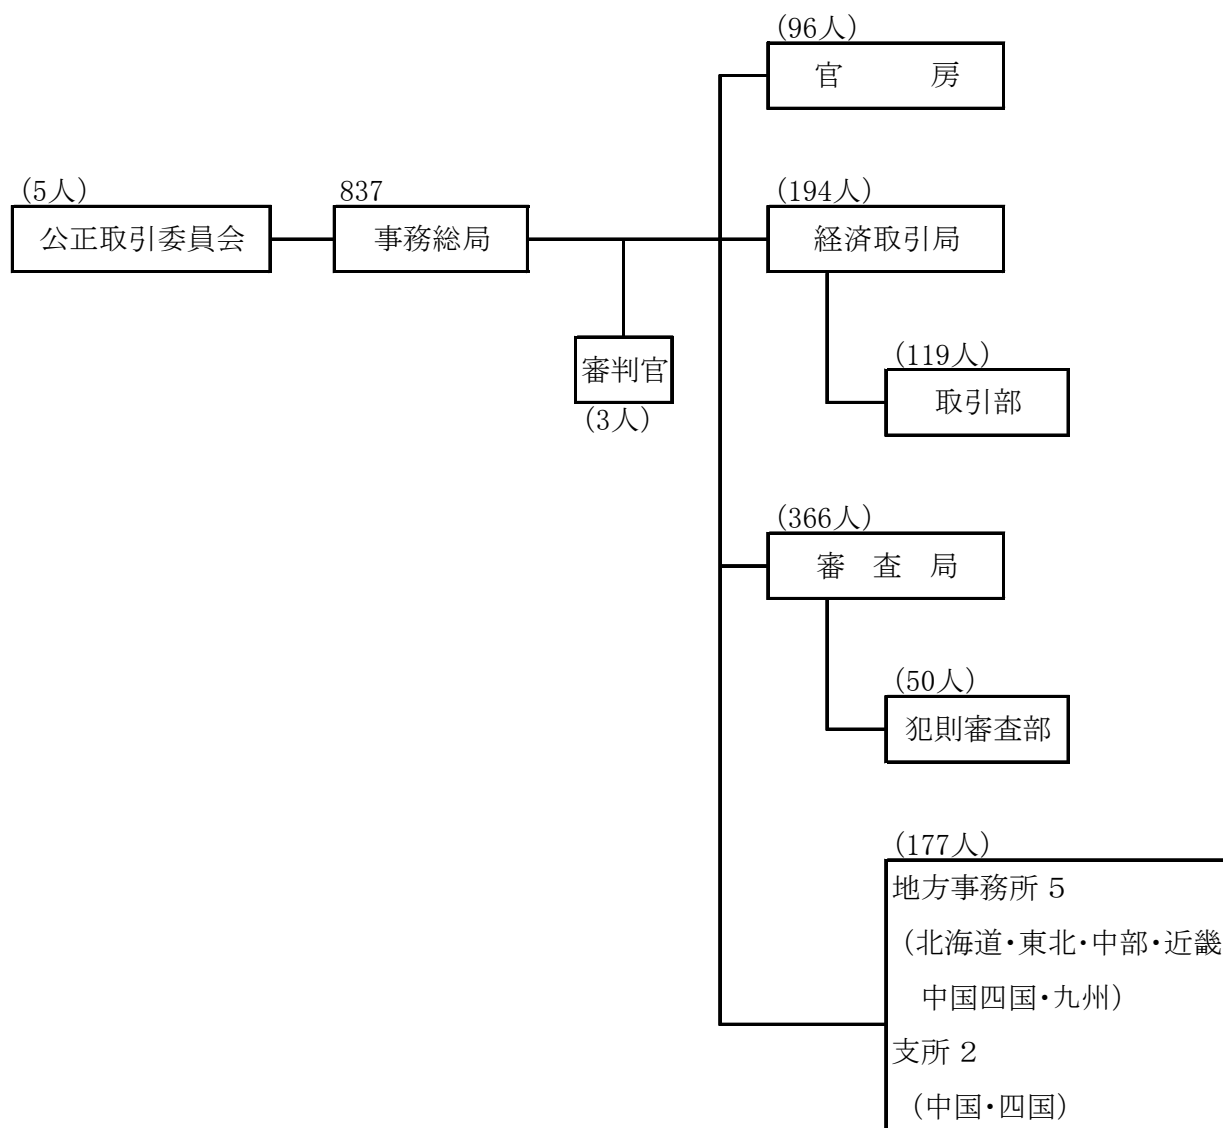 (96人)
官　　房
(5人)
公正取引委員会
837
事務総局
(194人)
経済取引局
審判官
(3人)
(119人)
取引部
(366人)
審 査 局
(50人)
犯則審査部
(177人)
地方事務所 5
(北海道・東北・中部・近畿
中国四国・九州)
支所 2
(中国・四国)